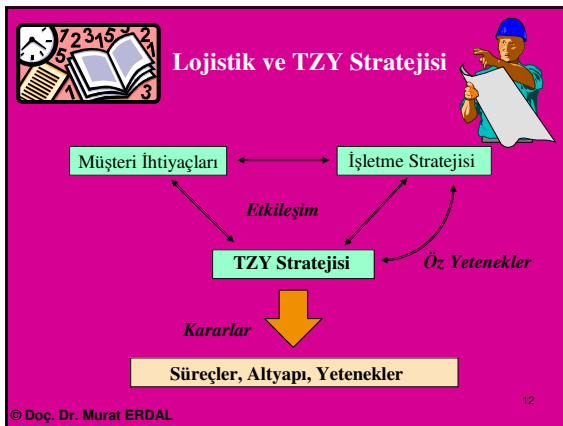 Lojistik ve TZY Stratejisi
Müşteri İhtiyaçları
İşletme Stratejisi
Etkileşim
TZY Stratejisi
Öz Yetenekler
Kararlar
Süreçler, Altyapı, Yetenekler
12
© Doç. Dr. Murat ERDAL